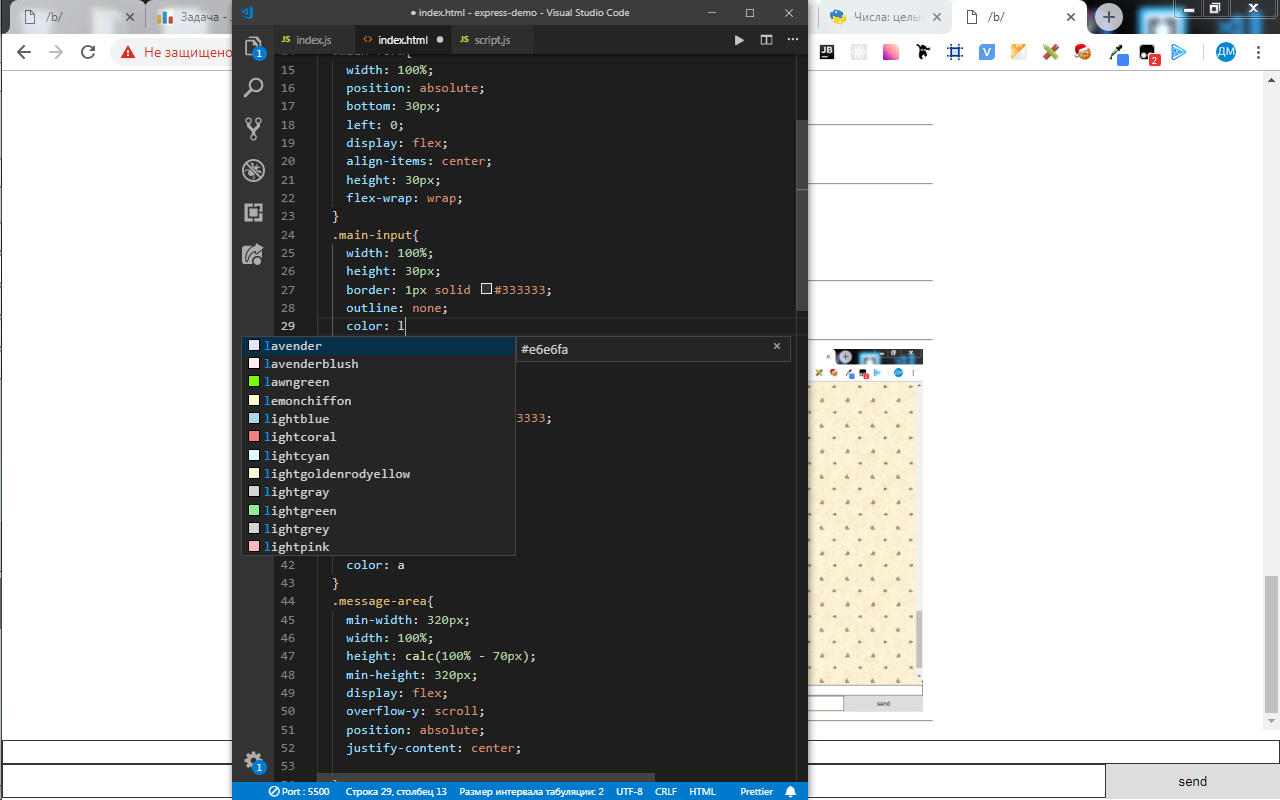 /b/
Задача -
● index.html - express-demo - Visual Studio Code
Числа: целы
/b/
Не защищено
JS index.js
<> index.html ●
JS script.js
15 width: 100%;
16 position: absolute;
17 bottom: 30px;
18 left: 0;
19 display: flex;
20 align-items: center;
21 height: 30px;
22 flex-wrap: wrap;
23 }
24 .main-input{
25 width: 100%;
26 height: 30px;
27 border: 1px solid #333333;
28 outline: none;
29 color: l
lavender #e6e6fa
lavenderblush
lawngreen
lemonchiffon
lightblue 3333;
lightcoral
lightcyan
lightgoldenrodyellow
lightgray
lightgreen
lightgrey
lightpink
42 color: a
43 }
44 .message-area{
45 min-width: 320px;
46 width: 100%;
47 height: calc(100% - 70px);
48 min-height: 320px;
49 display: flex;
50 overflow-y: scroll;
51 position: absolute;
52 justify-content: center;
53
Port : 5500 Строка 29, столбец 13 Размер интервала табуляции: 2 UTF-8 CRLF HTML Prettier
JB
V
2
ДМ
1
1
send
send